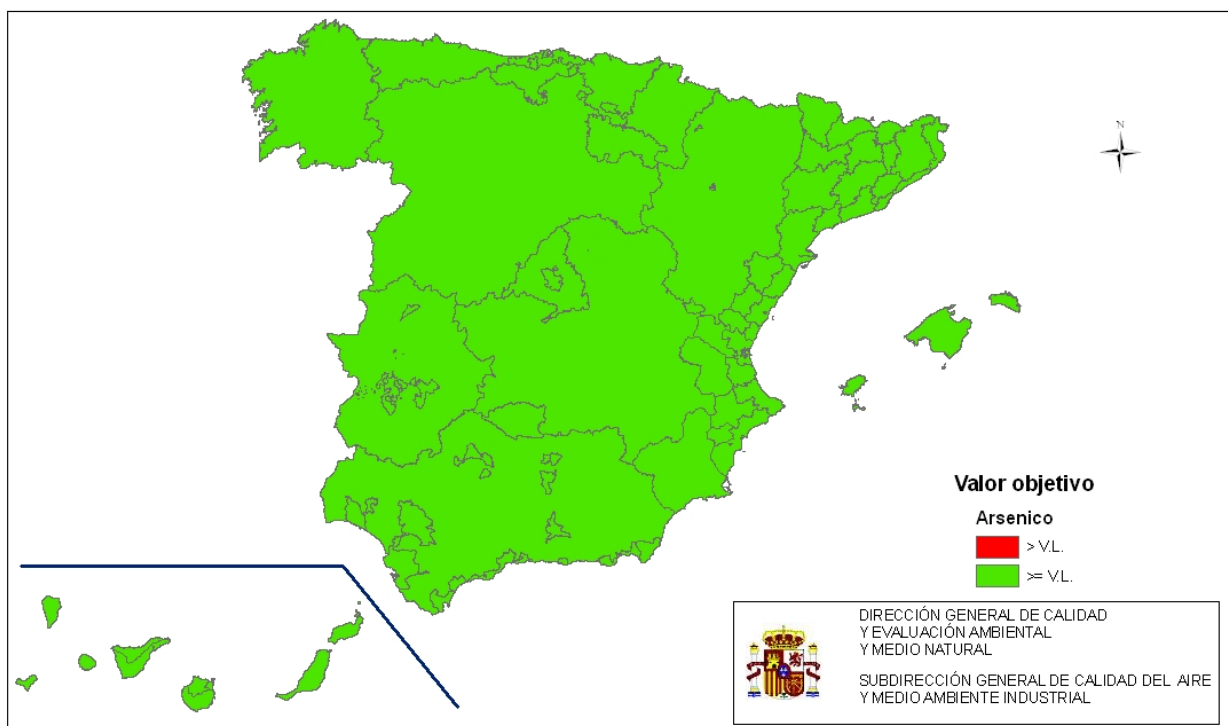 N
Valor objetivo
Arsenico
> V.L.
>= V.L.
DIRECCIÓN GENERAL DE CALIDAD
Y EVALUACIÓN AMBIENTAL
Y MEDIO NATURAL
SUBDIRECCIÓN GENERAL DE CALIDAD DEL AIRE
Y MEDIO AMBIENTE INDUSTRIAL